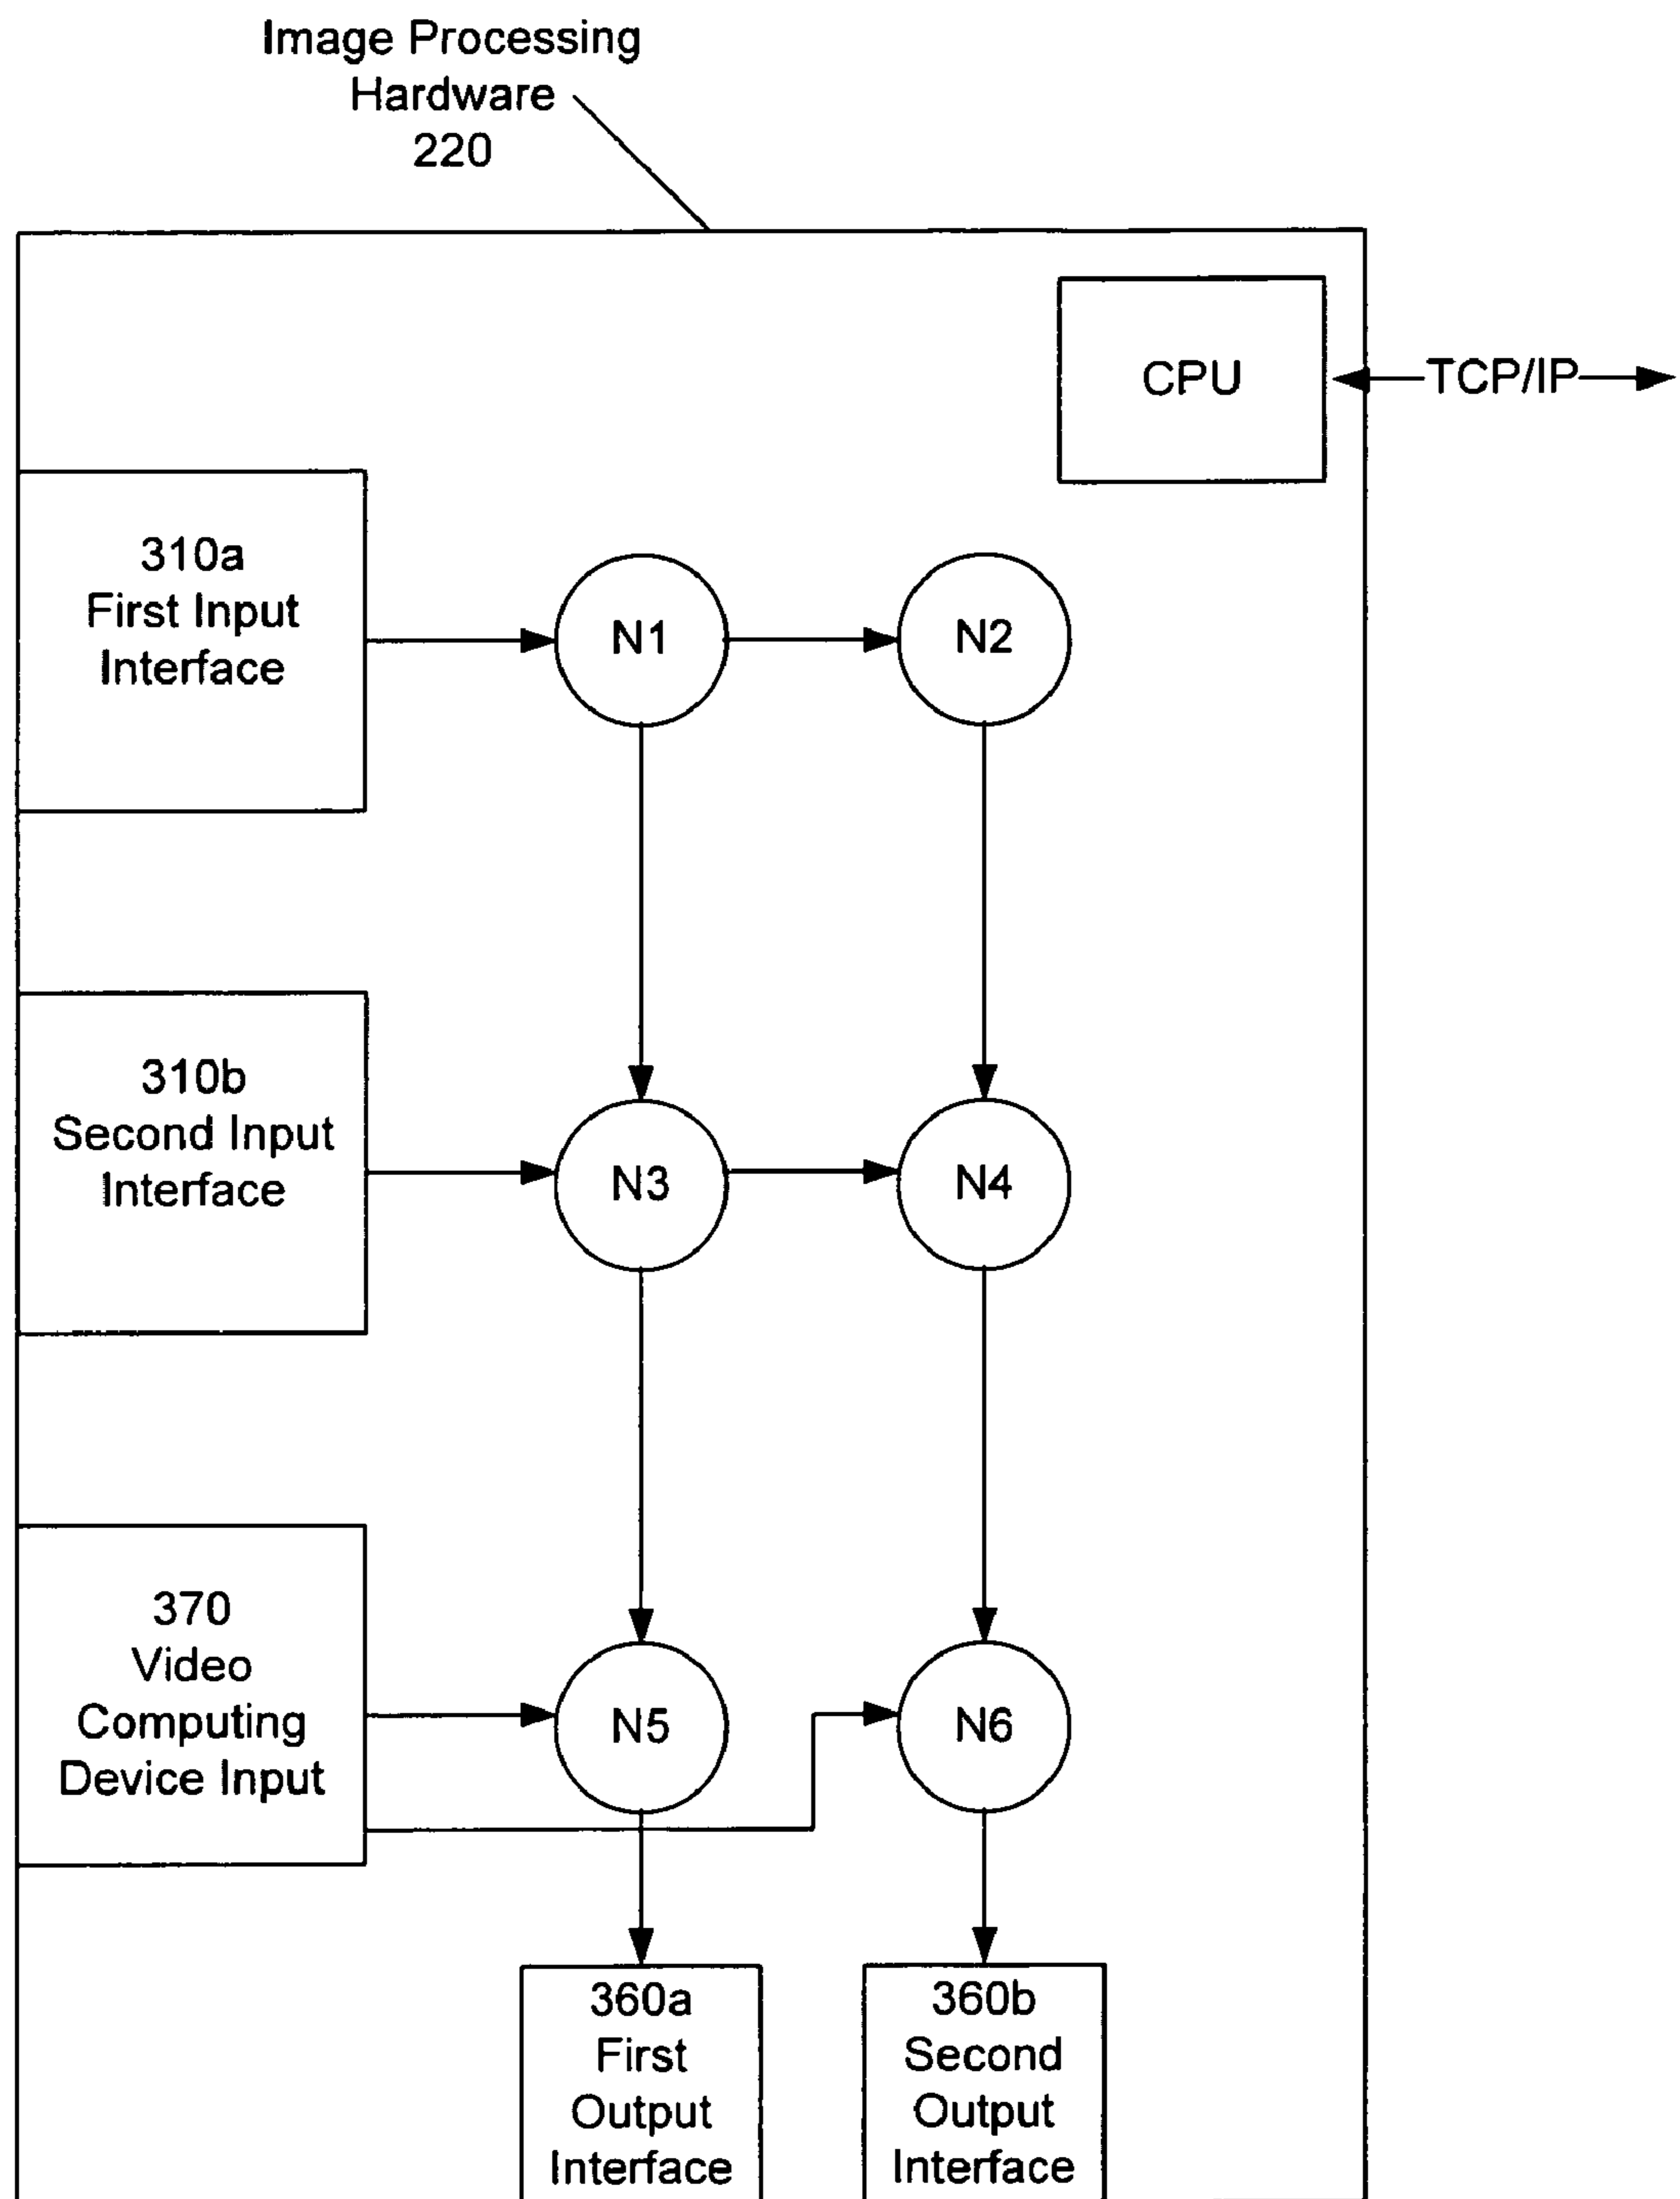 Image Processing
Hardware
220
CPU
TCP/IP
310a
First Input
Interface
N1
N2
310b
Second Input
Interface
N3
N4
370
Video
Computing
Device Input
N5
N6
360a
First
Output
Interface
360b
Second
Output
Interface